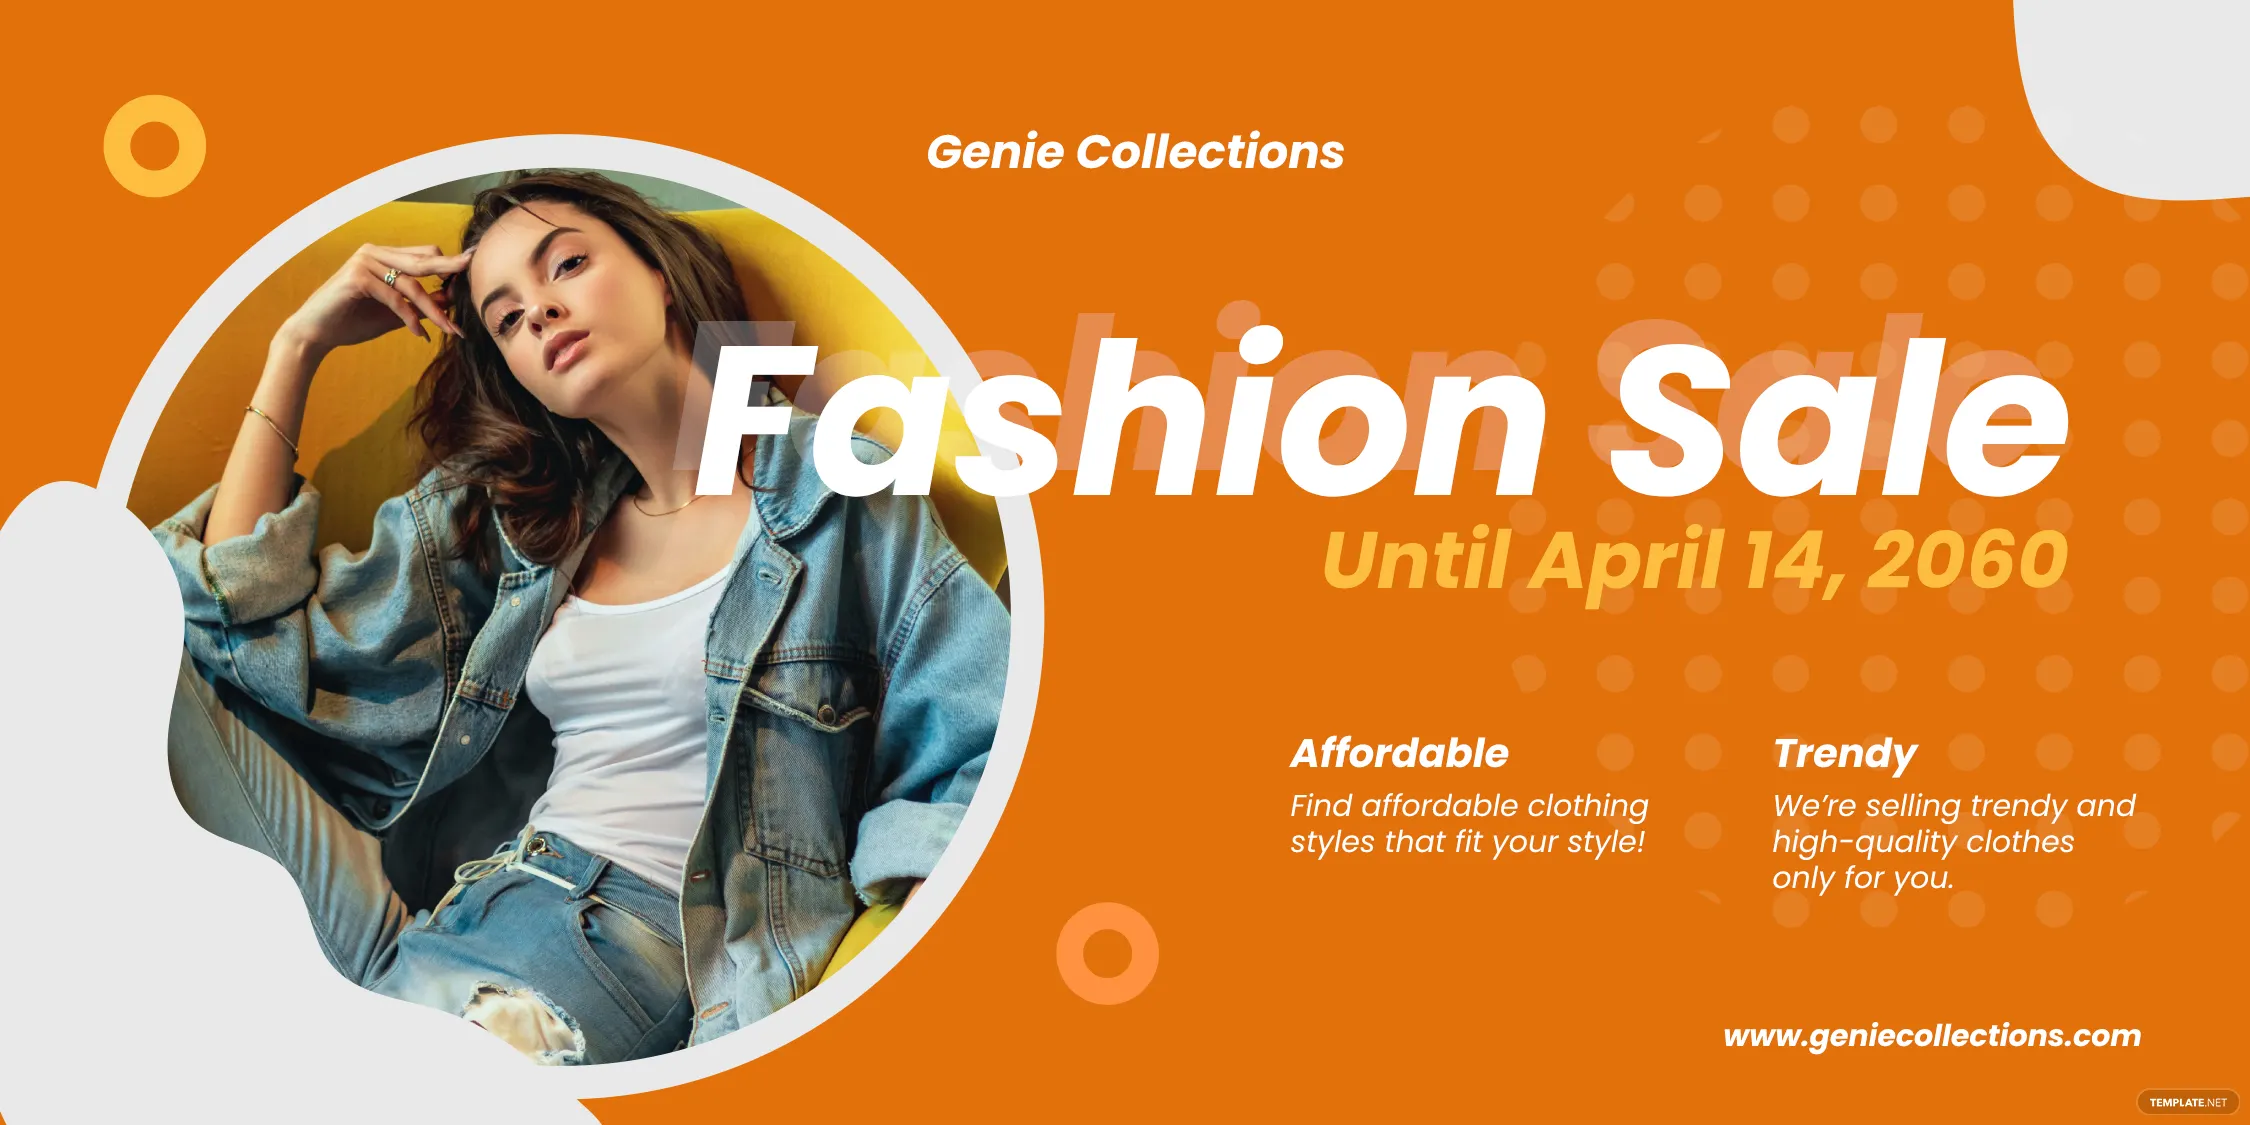 Genie Collections
Fashion Sale
Until April 14, 2060
Affordable
Find affordable clothing
styles that fit your style!
Trendy
We’re selling trendy and
high-quality clothes
only for you.
www.geniecollections.com
TEMPLATE.NET